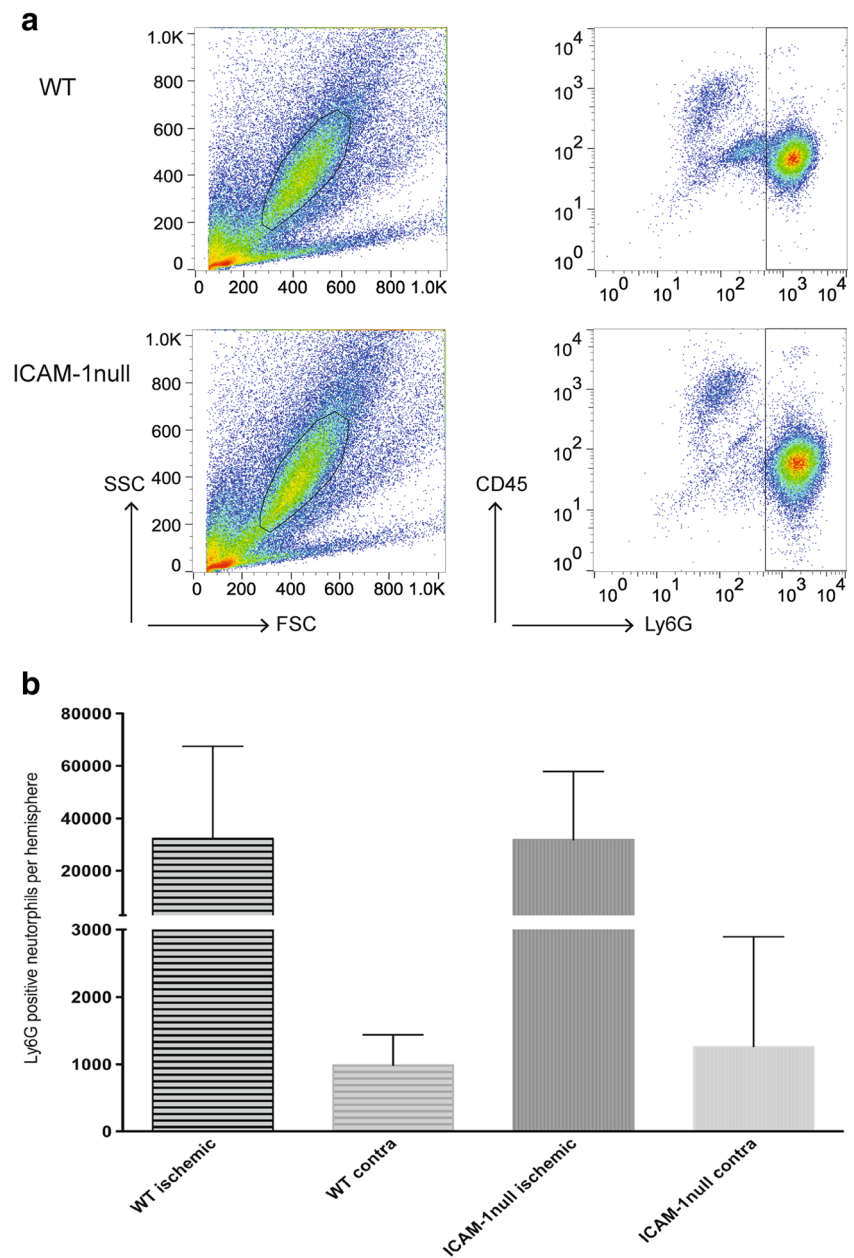 a
WT
1.0K
800
600
400
200
0
0 200 400 600 800 1.0K
10^4
10^3
10^2
10^1
10^0
10^0 10^1 10^2 10^3 10^4
ICAM-1null
1.0K
800
600
400
200
0
0 200 400 600 800 1.0K
SSC
FSC
10^4
10^3
10^2
10^1
10^0
10^0 10^1 10^2 10^3 10^4
CD45
Ly6G
b
Ly6G positive neutorphils per hemisphere
80000
60000
40000
20000
3000
2000
1000
0
WT ischemic
WT contra
ICAM-1null ischemic
ICAM-1null contra